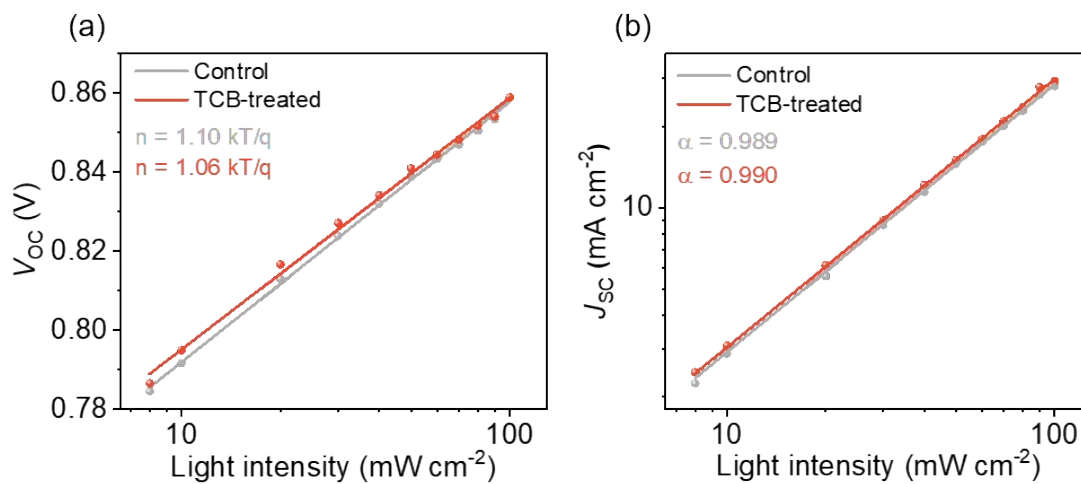 (a)
Control
TCB-treated
n = 1.10 kT/q
n = 1.06 kT/q
0.86
0.84
0.82
0.80
0.78
V_OC (V)
10
100
Light intensity (mW cm⁻²)
(b)
Control
TCB-treated
α = 0.989
α = 0.990
10
J_SC (mA cm⁻²)
10
100
Light intensity (mW cm⁻²)